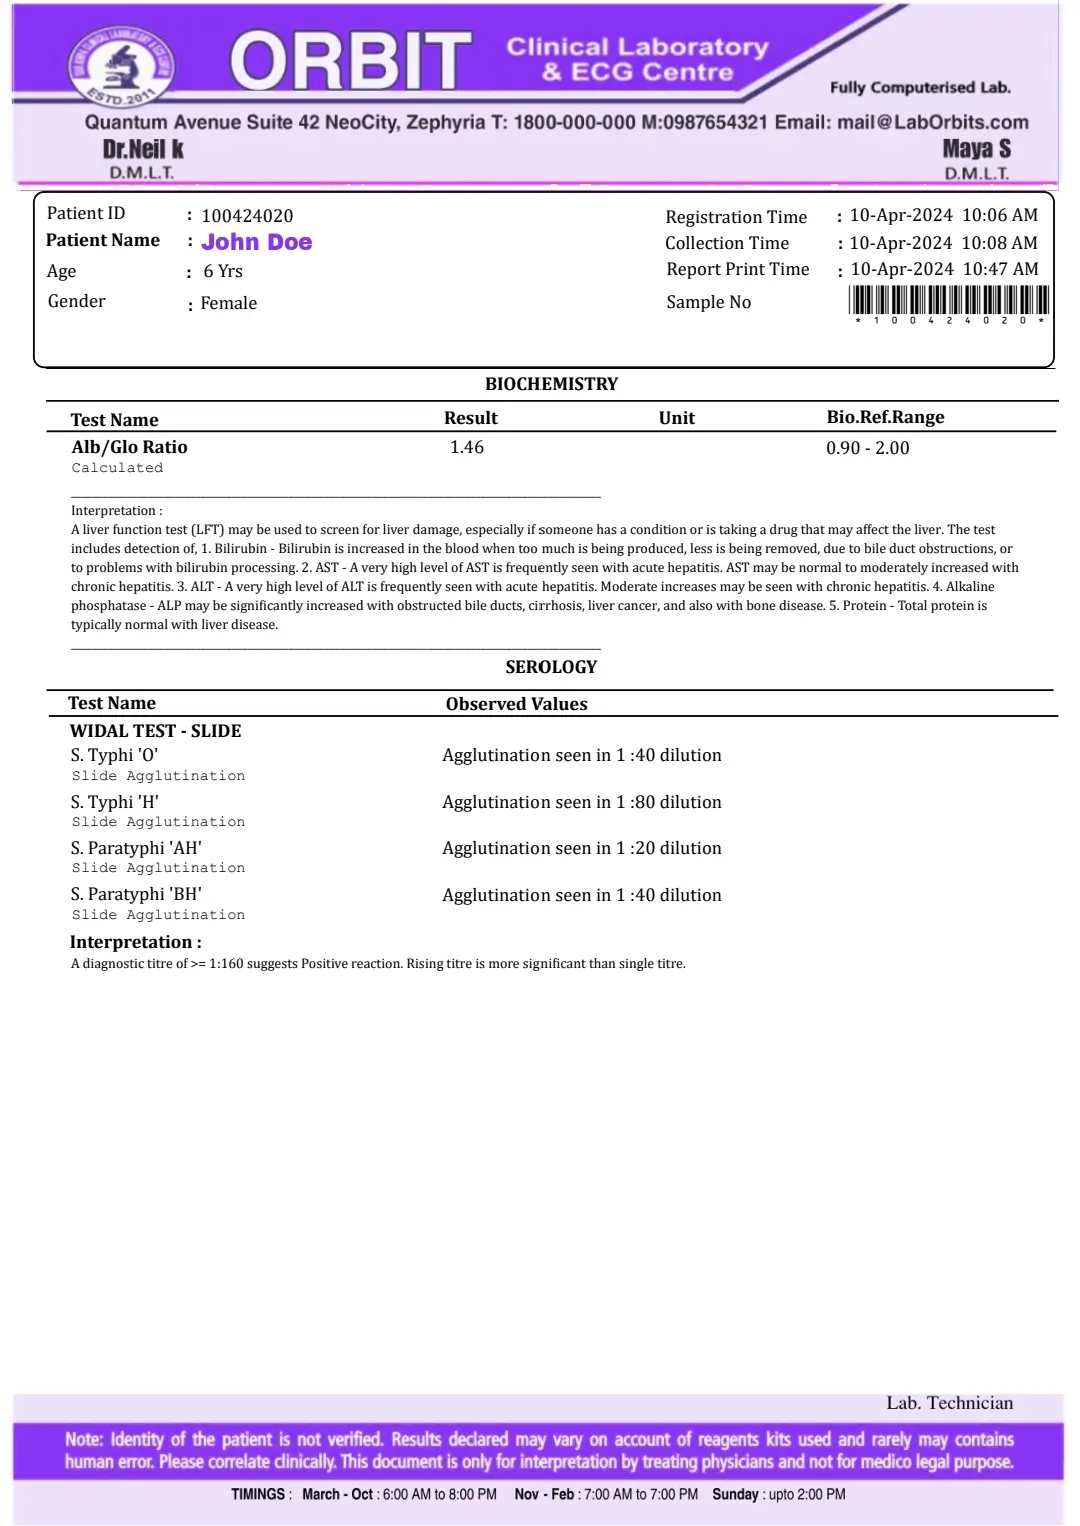 ORBIT Clinical Laboratory
& ECG Centre
ESTD.2011
Fully Computerised Lab.
Quantum Avenue Suite 42 NeoCity, Zephyria T: 1800-000-000 M:0987654321 Email: mail@LabOrbits.com
Dr.Neil k Maya S
D.M.L.T. D.M.L.T.
Patient ID : 100424020 Registration Time : 10-Apr-2024 10:06 AM
Patient Name : John Doe Collection Time : 10-Apr-2024 10:08 AM
Age : 6 Yrs Report Print Time : 10-Apr-2024 10:47 AM
Gender : Female Sample No
* 1 0 0 4 2 4 0 2 0 *
BIOCHEMISTRY
Test Name Result Unit Bio.Ref.Range
Alb/Glo Ratio 1.46 0.90 - 2.00
Calculated
Interpretation :
A liver function test (LFT) may be used to screen for liver damage, especially if someone has a condition or is taking a drug that may affect the liver. The test
includes detection of, 1. Bilirubin - Bilirubin is increased in the blood when too much is being produced, less is being removed, due to bile duct obstructions, or
to problems with bilirubin processing. 2. AST - A very high level of AST is frequently seen with acute hepatitis. AST may be normal to moderately increased with
chronic hepatitis. 3. ALT - A very high level of ALT is frequently seen with acute hepatitis. Moderate increases may be seen with chronic hepatitis. 4. Alkaline
phosphatase - ALP may be significantly increased with obstructed bile ducts, cirrhosis, liver cancer, and also with bone disease. 5. Protein - Total protein is
typically normal with liver disease.
SEROLOGY
Test Name Observed Values
WIDAL TEST - SLIDE
S. Typhi 'O' Agglutination seen in 1 :40 dilution
Slide Agglutination
S. Typhi 'H' Agglutination seen in 1 :80 dilution
Slide Agglutination
S. Paratyphi 'AH' Agglutination seen in 1 :20 dilution
Slide Agglutination
S. Paratyphi 'BH' Agglutination seen in 1 :40 dilution
Slide Agglutination
Interpretation :
A diagnostic titre of >= 1:160 suggests Positive reaction. Rising titre is more significant than single titre.
Lab. Technician
Note: Identity of the patient is not verified. Results declared may vary on account of reagents kits used and rarely may contains
human error. Please correlate clinically. This document is only for interpretation by treating physicians and not for medico legal purpose.
TIMINGS : March - Oct : 6:00 AM to 8:00 PM Nov - Feb : 7:00 AM to 7:00 PM Sunday : upto 2:00 PM